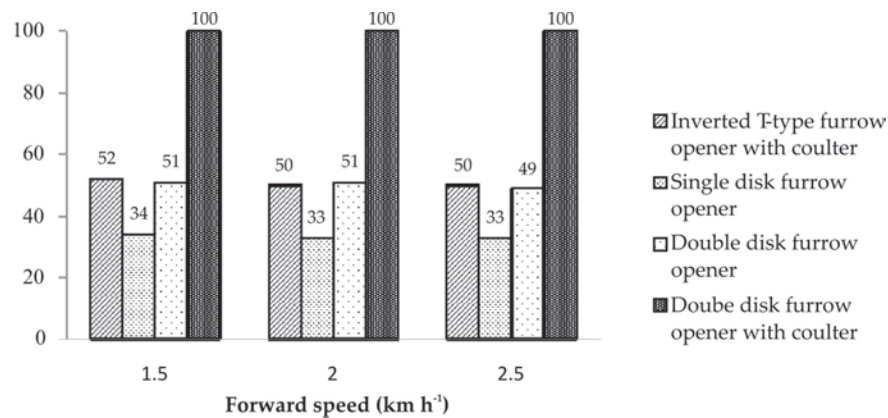 100
80
60
40
20
0
52
34
51
100
50
33
51
100
50
33
49
100
1.5
2
2.5
Forward speed (km h⁻¹)
Inverted T-type furrow
opener with coulter
Single disk furrow
opener
Double disk furrow
opener
Doube disk furrow
opener with coulter